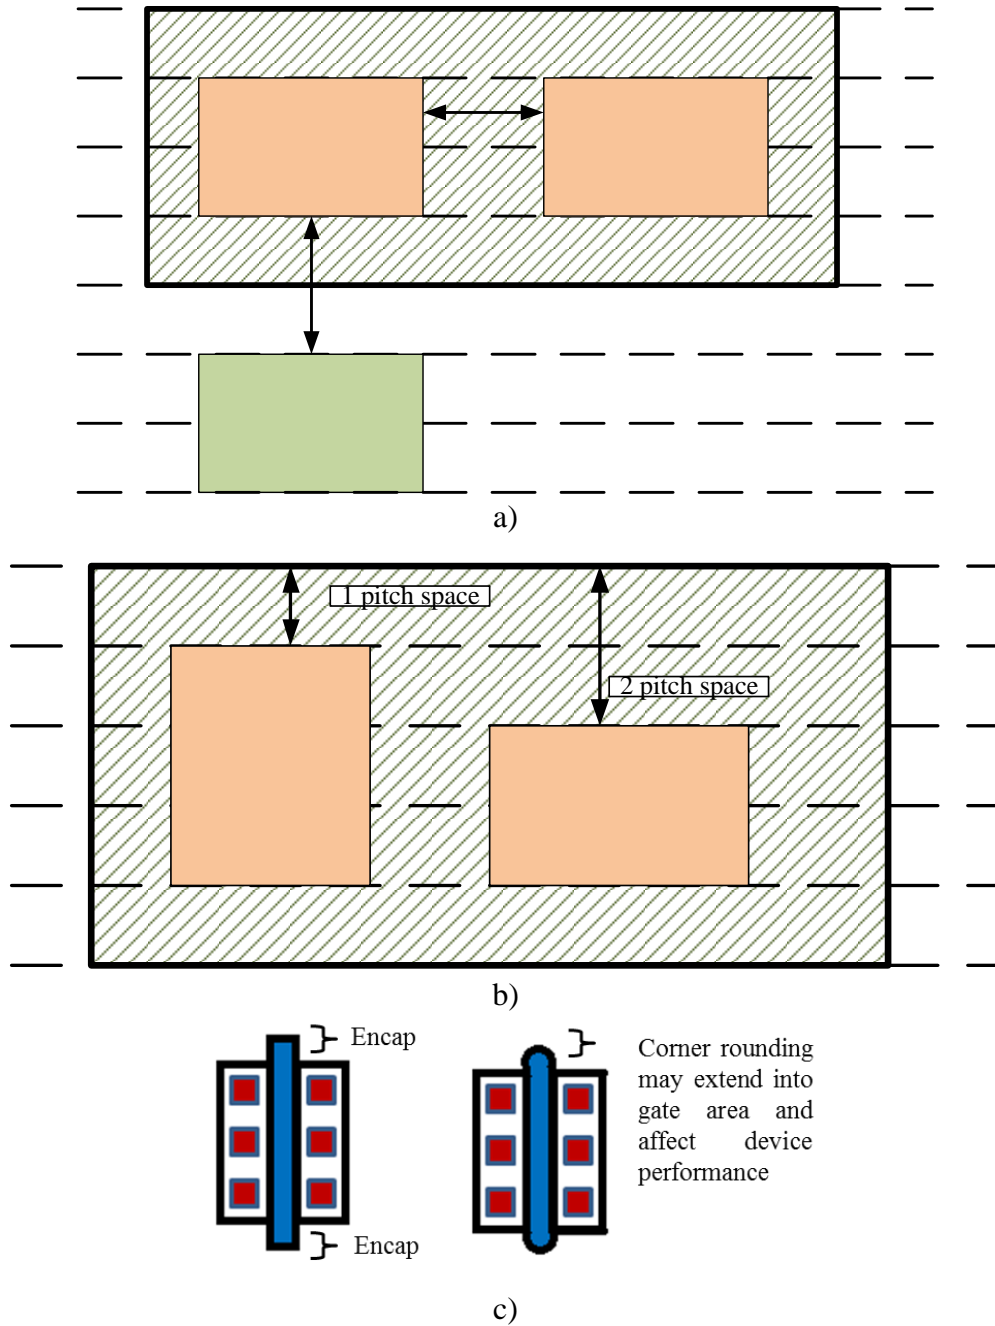 a)
1 pitch space
2 pitch space
b)
Encap
Encap
Corner rounding
may extend into
gate area and
affect device
performance
c)